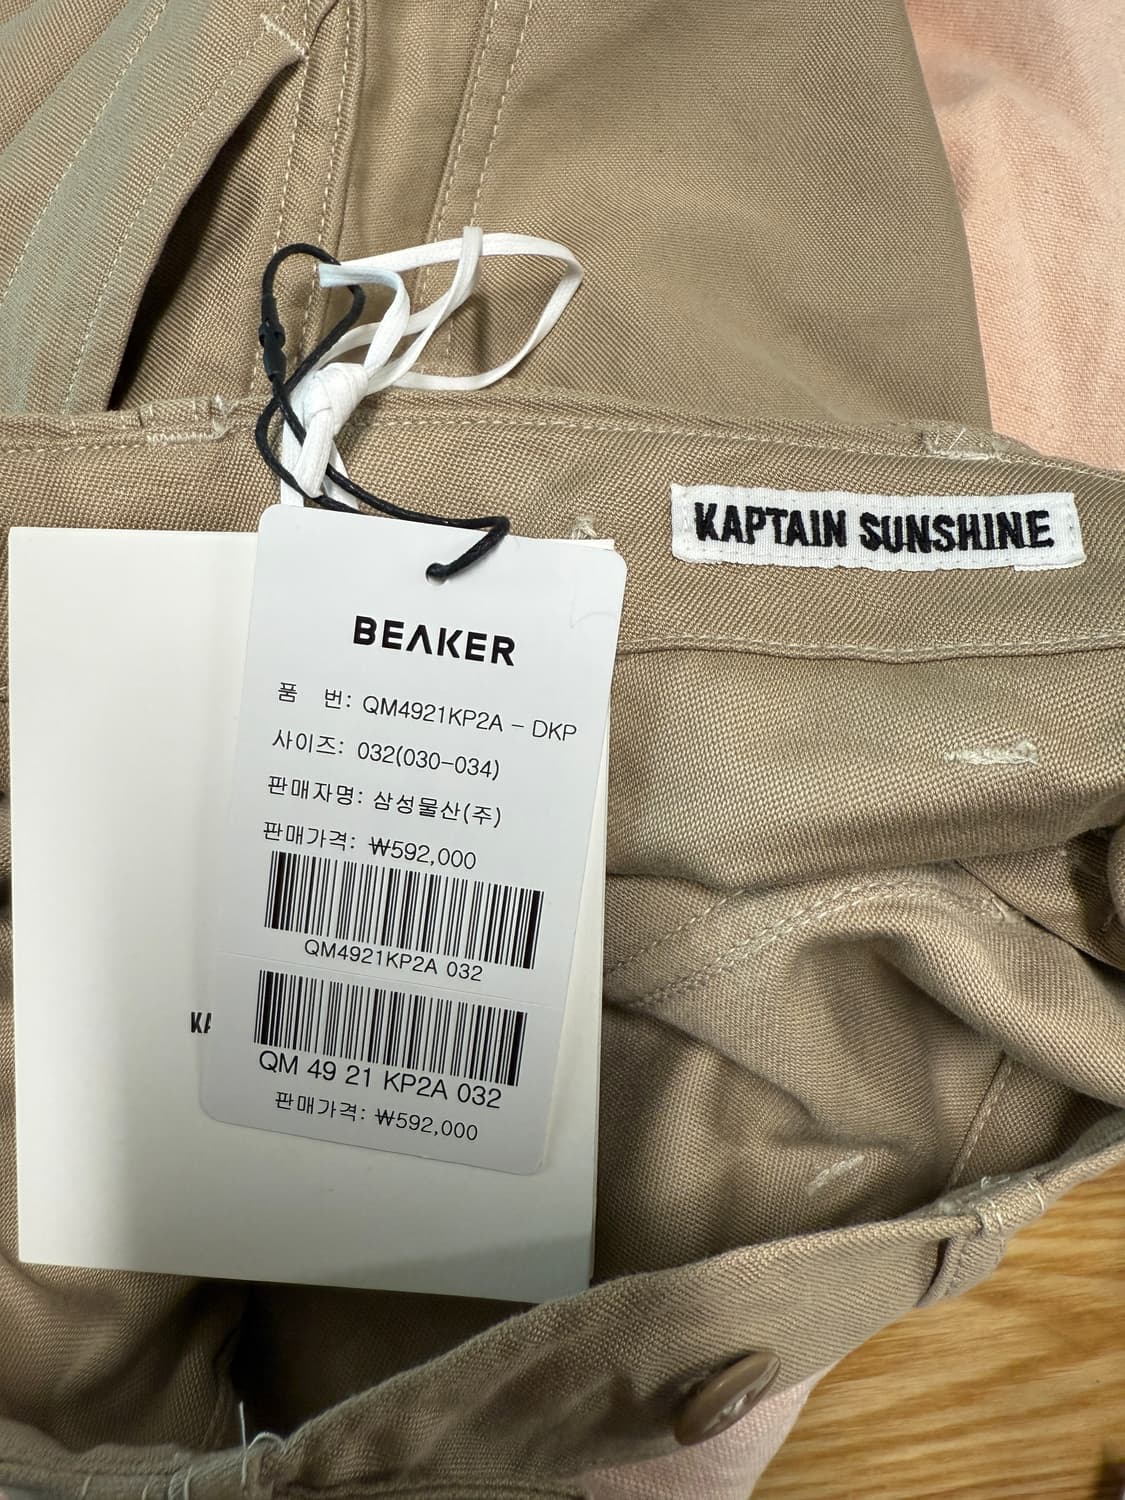 KAPTAIN SUNSHINE
BEAKER
품 번: QM4921KP2A - DKP
사이즈: 032(030-034)
판매자명: 삼성물산(주)
판매가격: ₩592,000
QM4921KP2A 032
QM 49 21 KP2A 032
판매가격: ₩592,000
KA